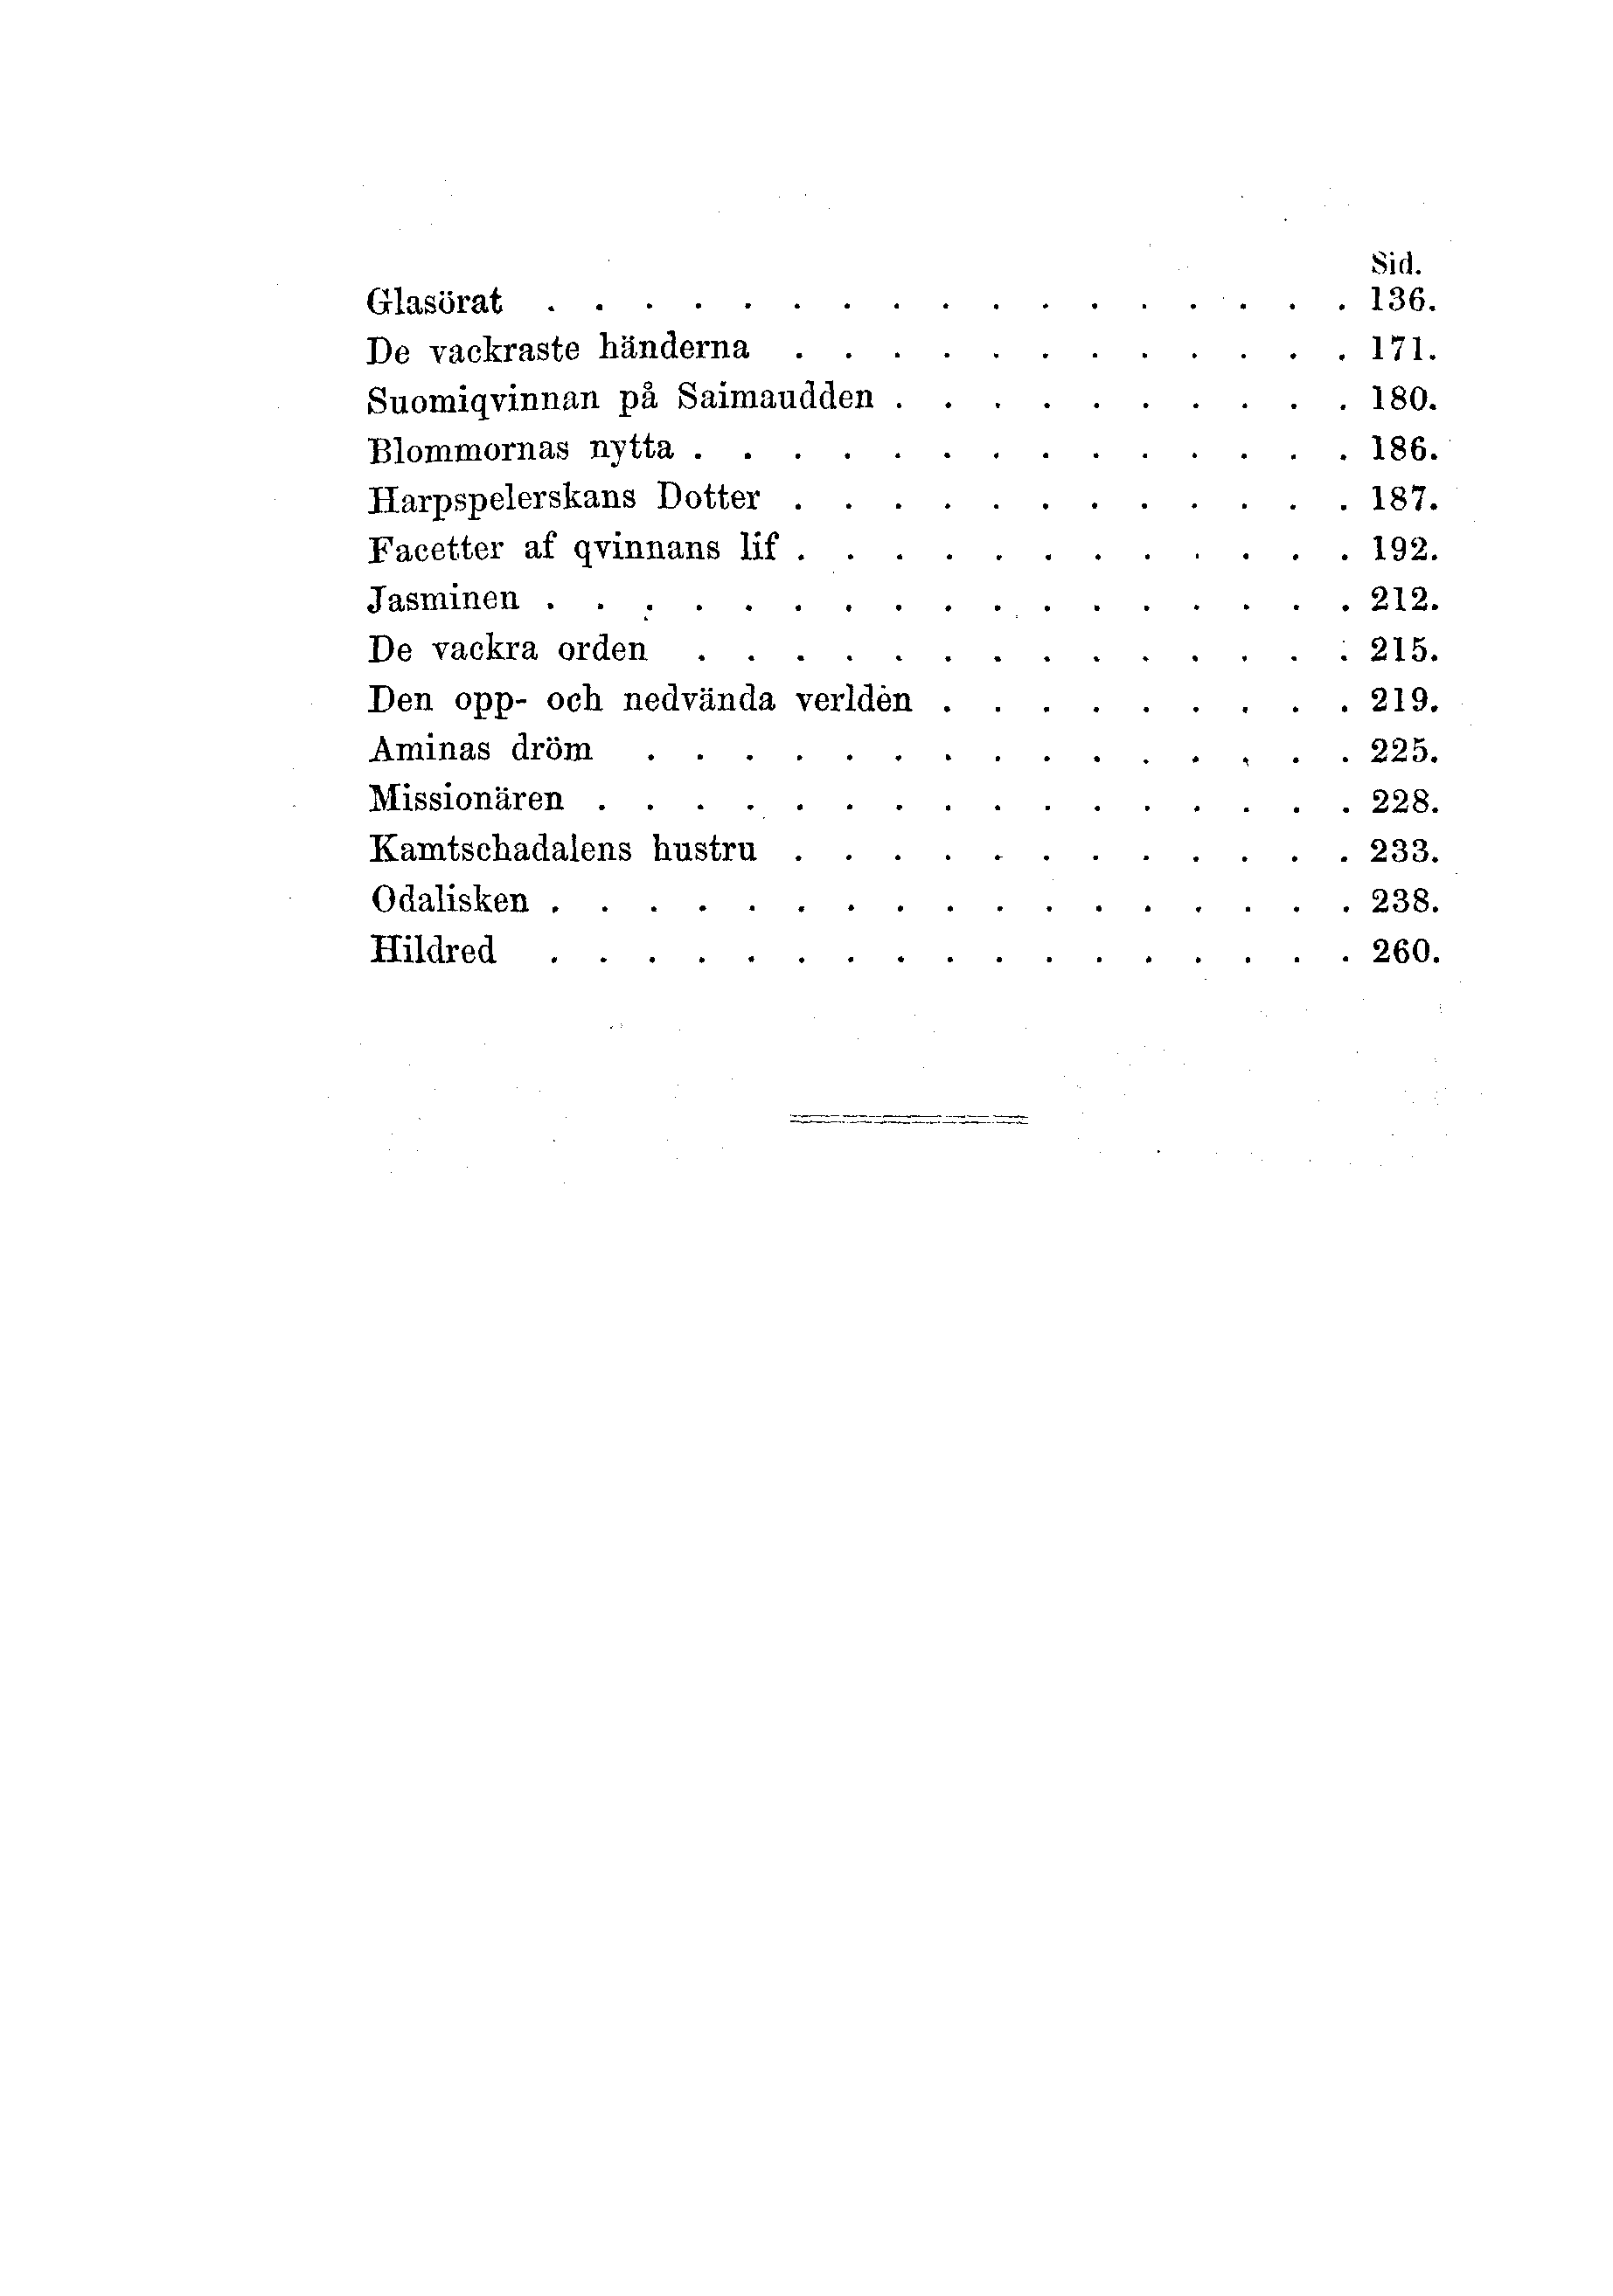 Sid.
Glasörat . . . . . . . . . . . . . . . . . 136.
De vackraste händerna . . . . . . . . . . . . 171.
Suomiqvinnan på Saimaudden . . . . . . . . . . 180.
Blommornas nytta . . . . . . . . . . . . . . 186.
Harpspelerskans Dotter . . . . . . . . . . . . 187.
Facetter af qvinnans lif . . . . . . . . . . . . 192.
Jasminen . . . . . . . . . . . . . . . . . 212.
De vackra orden . . . . . . . . . . . . . . 215.
Den opp- och nedvända verlden . . . . . . . . . 219.
Aminas dröm . . . . . . . . . . . . . . . 225.
Missionären . . . . . . . . . . . . . . . . 228.
Kamtschadalens hustru . . . . . . . . . . . . 233.
Odalisken . . . . . . . . . . . . . . . . . 238.
Hildred . . . . . . . . . . . . . . . . . 260.